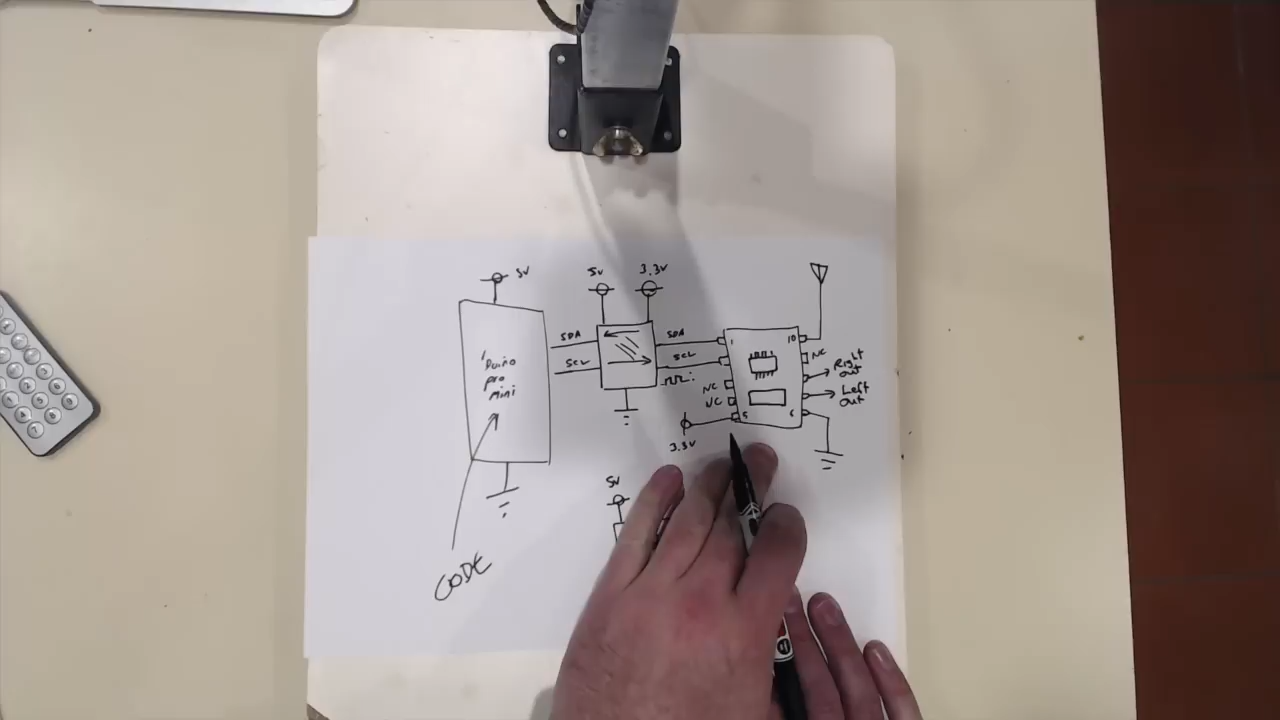 5V
5V
3.3V
SDA
SCL
SDA
SCL
'Duino
pro
mini
1
10
NC
Right
out
Left
out
NC
NC
5
6
3.3V
5V
CODE